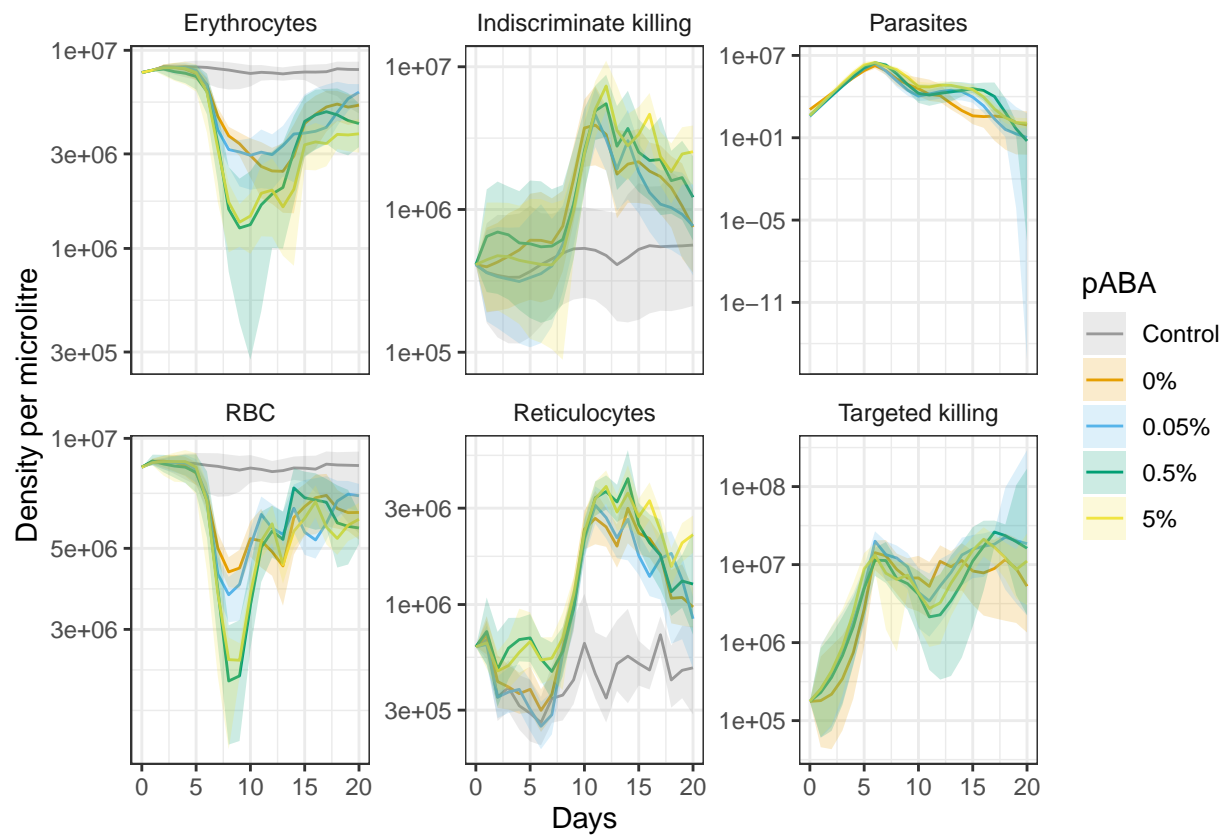 Erythrocytes
Indiscriminate killing
Parasites
1e+07
3e+06
1e+06
3e+05
1e+07
1e+06
1e+05
1e+07
1e+01
1e−05
1e−11
RBC
Reticulocytes
Targeted killing
1e+07
5e+06
3e+06
3e+06
1e+06
3e+05
1e+08
1e+07
1e+06
1e+05
0 5 10 15 20
0 5 10 15 20
0 5 10 15 20
Days
Density per microlitre
pABA
Control
0%
0.05%
0.5%
5%